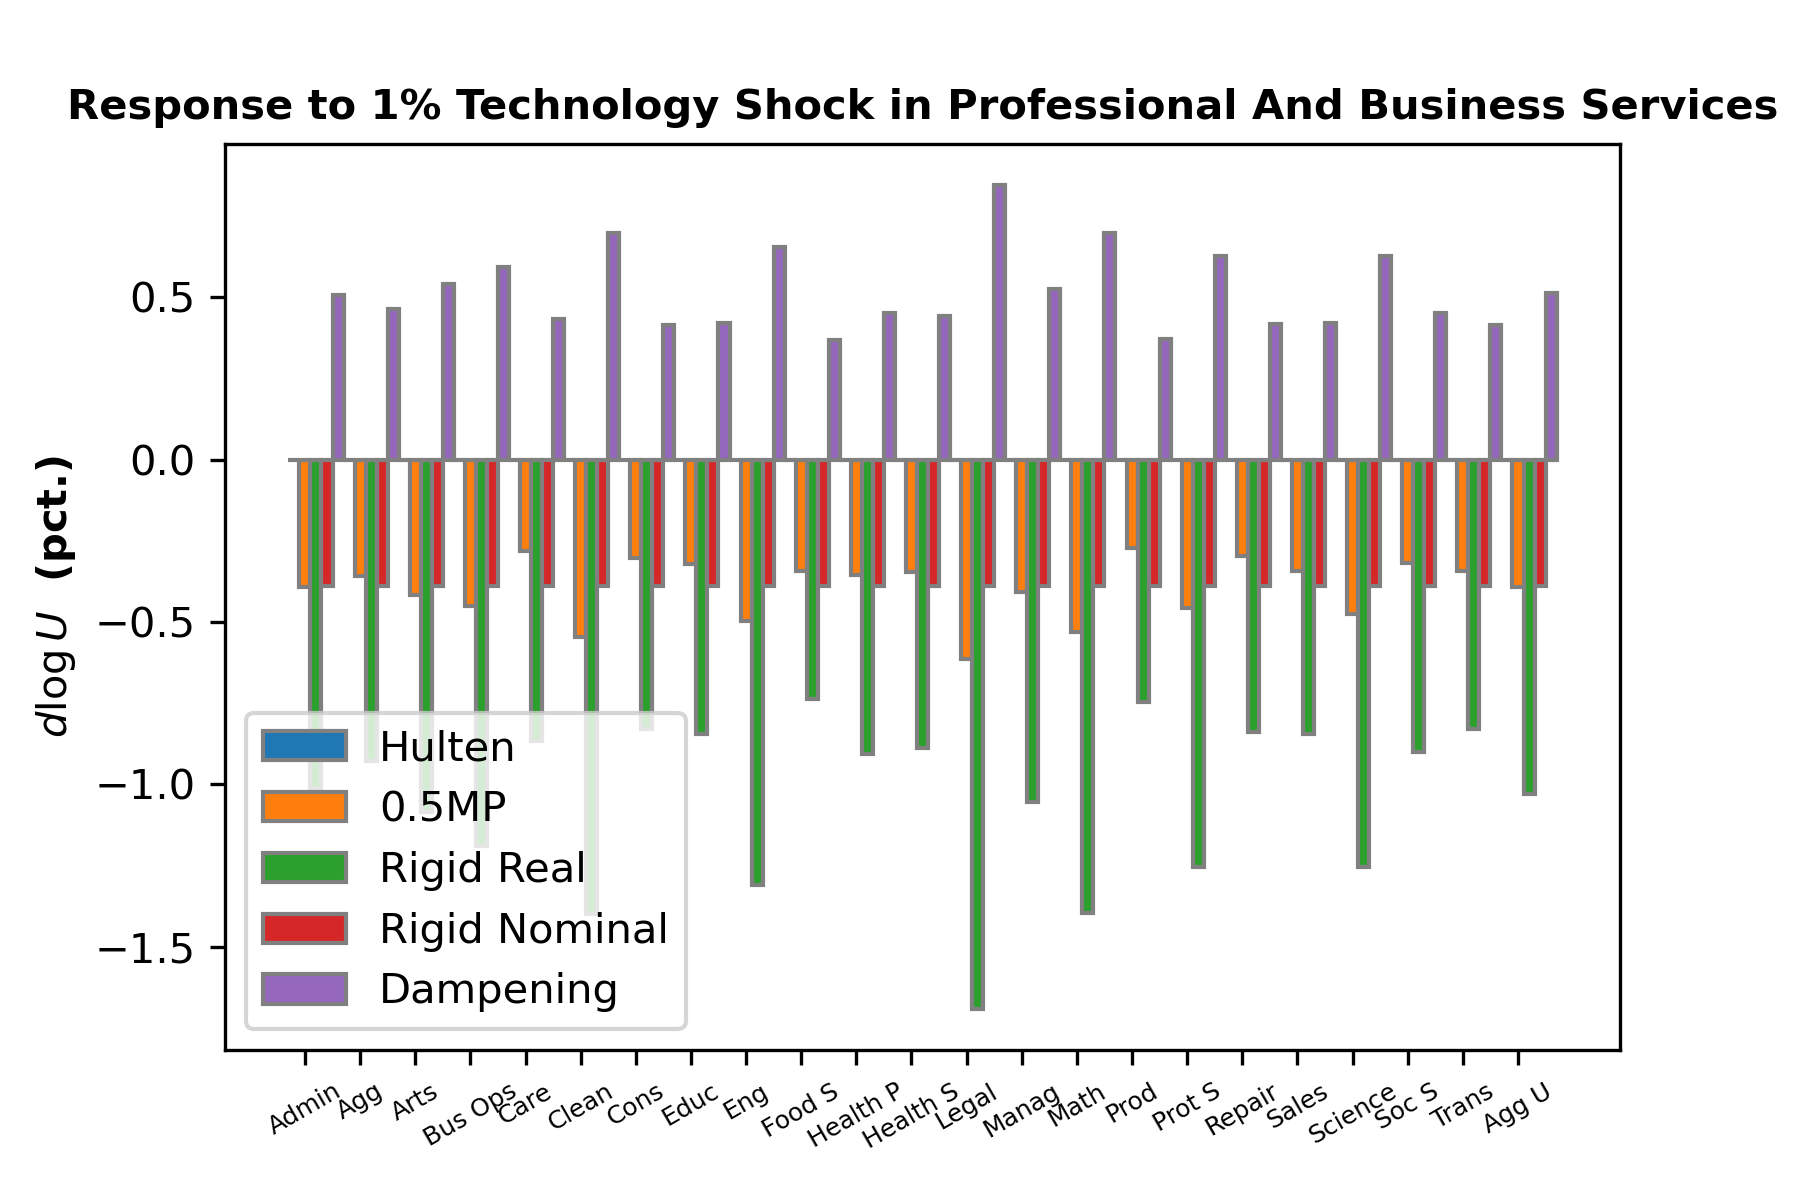 Response to 1% Technology Shock in Professional And Business Services
dlog U (pct.)
0.5
0.0
−0.5
−1.0
−1.5
Hulten
0.5MP
Rigid Real
Rigid Nominal
Dampening
Admin
Agg
Arts
Bus Ops
Care
Clean
Cons
Educ
Eng
Food S
Health P
Health S
Legal
Manag
Math
Prod
Prot S
Repair
Sales
Science
Soc S
Trans
Agg U